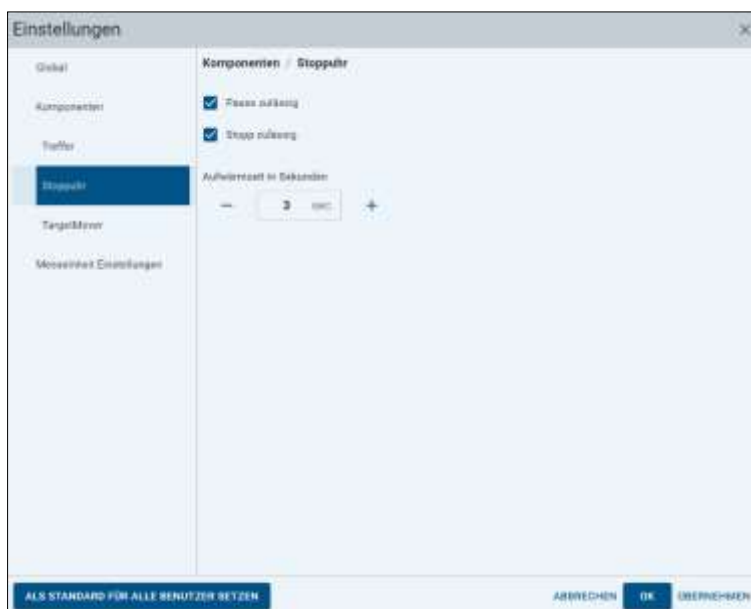 Einstellungen
Global
Komponenten
Treffer
Stoppuhr
TargetMover
Messeinheit Einstellungen
Komponenten / Stoppuhr
Pause zulässig
Stopp zulässig
Aufwärmzeit in Sekunden
3 sec
ALS STANDARD FÜR ALLE BENUTZER SETZEN
ABBRECHEN
OK
ÜBERNEHMEN